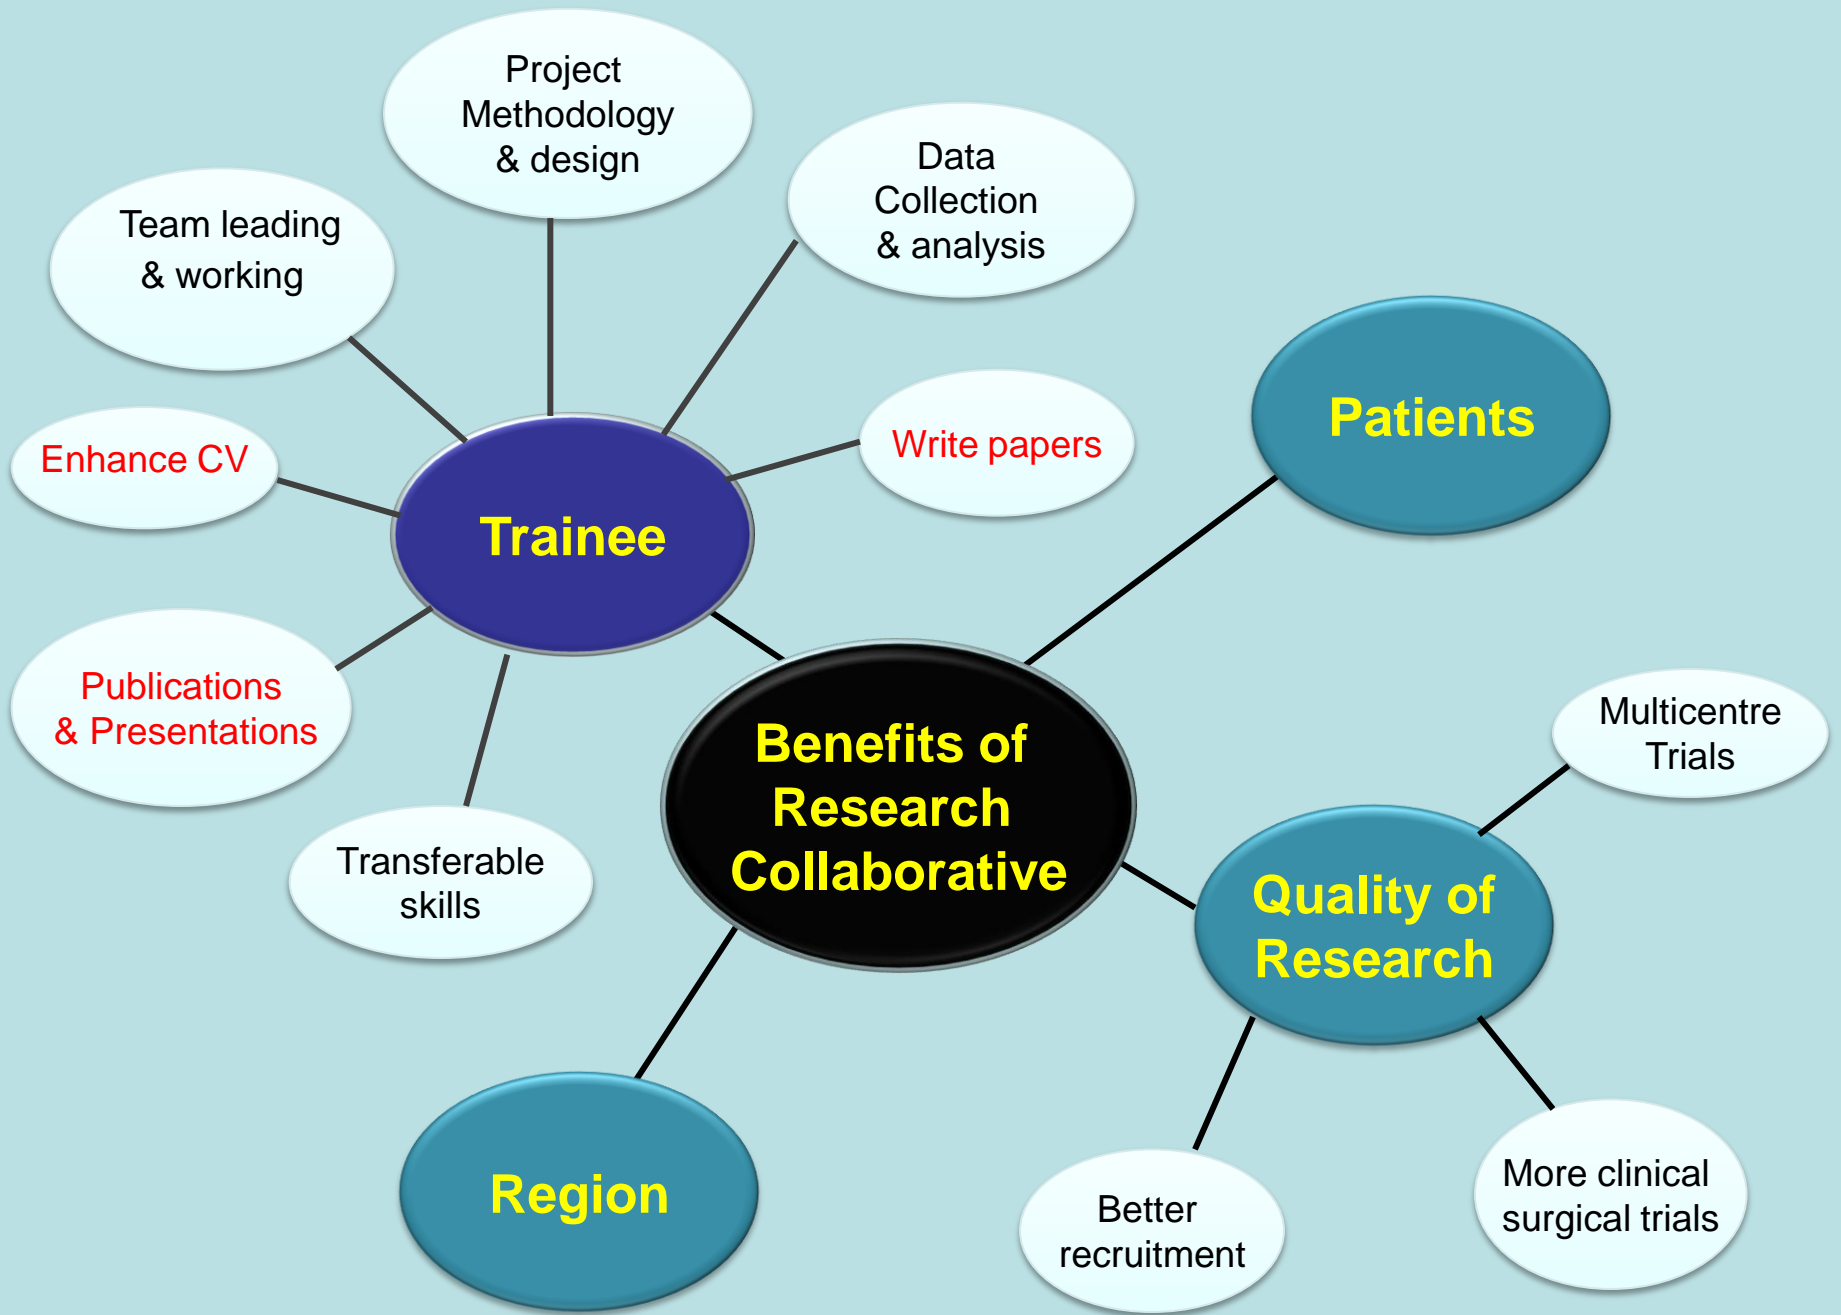 Project
Methodology
& design
Data
Collection
& analysis
Team leading
& working
Enhance CV
Write papers
Patients
Trainee
Publications
& Presentations
Transferable
skills
Benefits of
Research
Collaborative
Multicentre
Trials
Quality of
Research
Region
Better
recruitment
More clinical
surgical trials